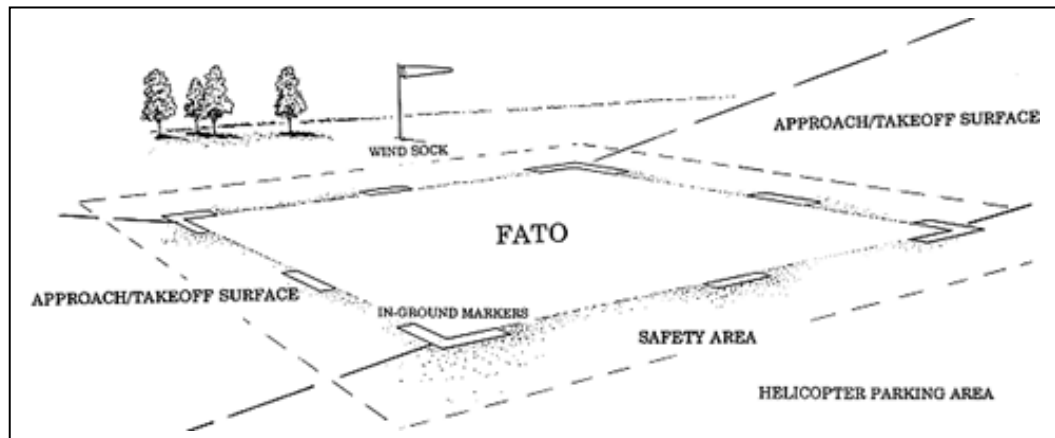 WIND SOCK
APPROACH/TAKEOFF SURFACE
FATO
APPROACH/TAKEOFF SURFACE
IN-GROUND MARKERS
SAFETY AREA
HELICOPTER PARKING AREA